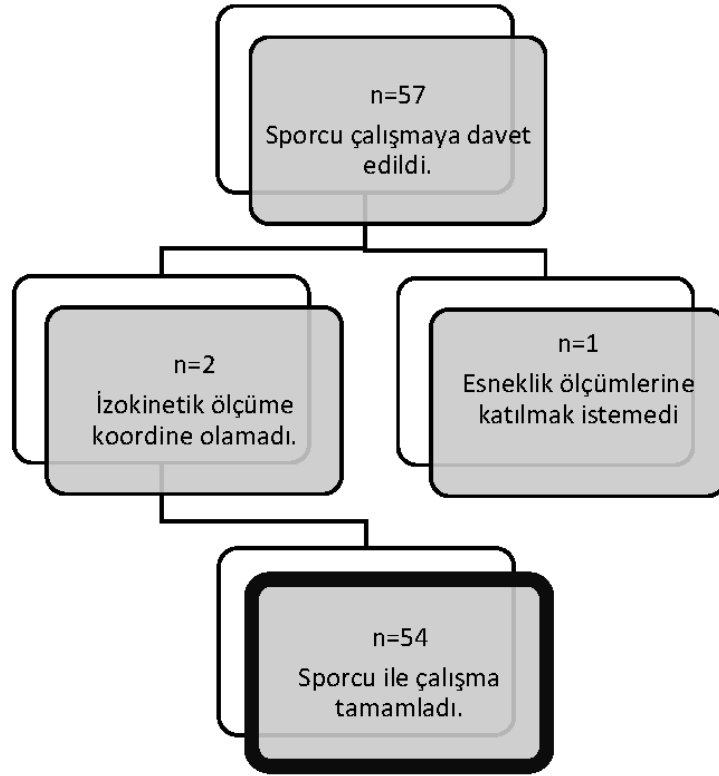 n=57
Sporcu çalışmaya davet
edildi.
n=2
İzokinetik ölçüme
koordine olamadı.
n=1
Esneklik ölçümlerine
katılmak istemedi
n=54
Sporcu ile çalışma
tamamladı.